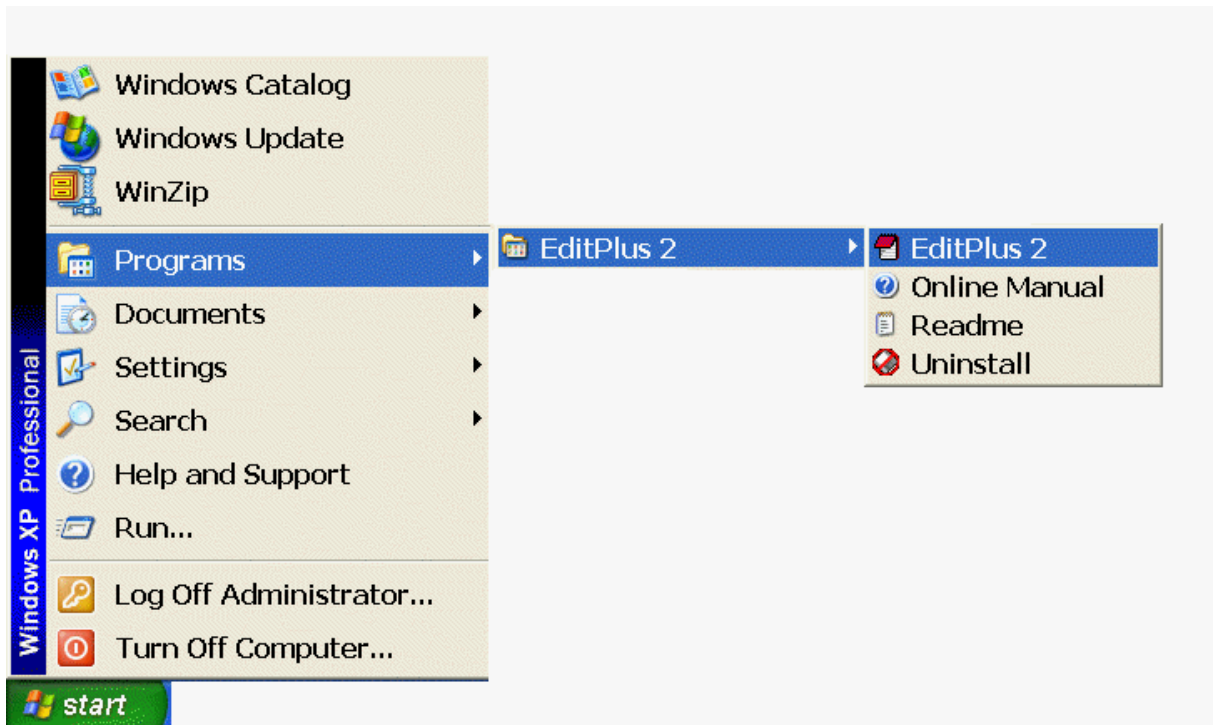 Windows Catalog
Windows Update
WinZip
Programs
Documents
Settings
Search
Help and Support
Run...
Log Off Administrator...
Turn Off Computer...
Windows XP Professional
start
EditPlus 2
EditPlus 2
Online Manual
Readme
Uninstall